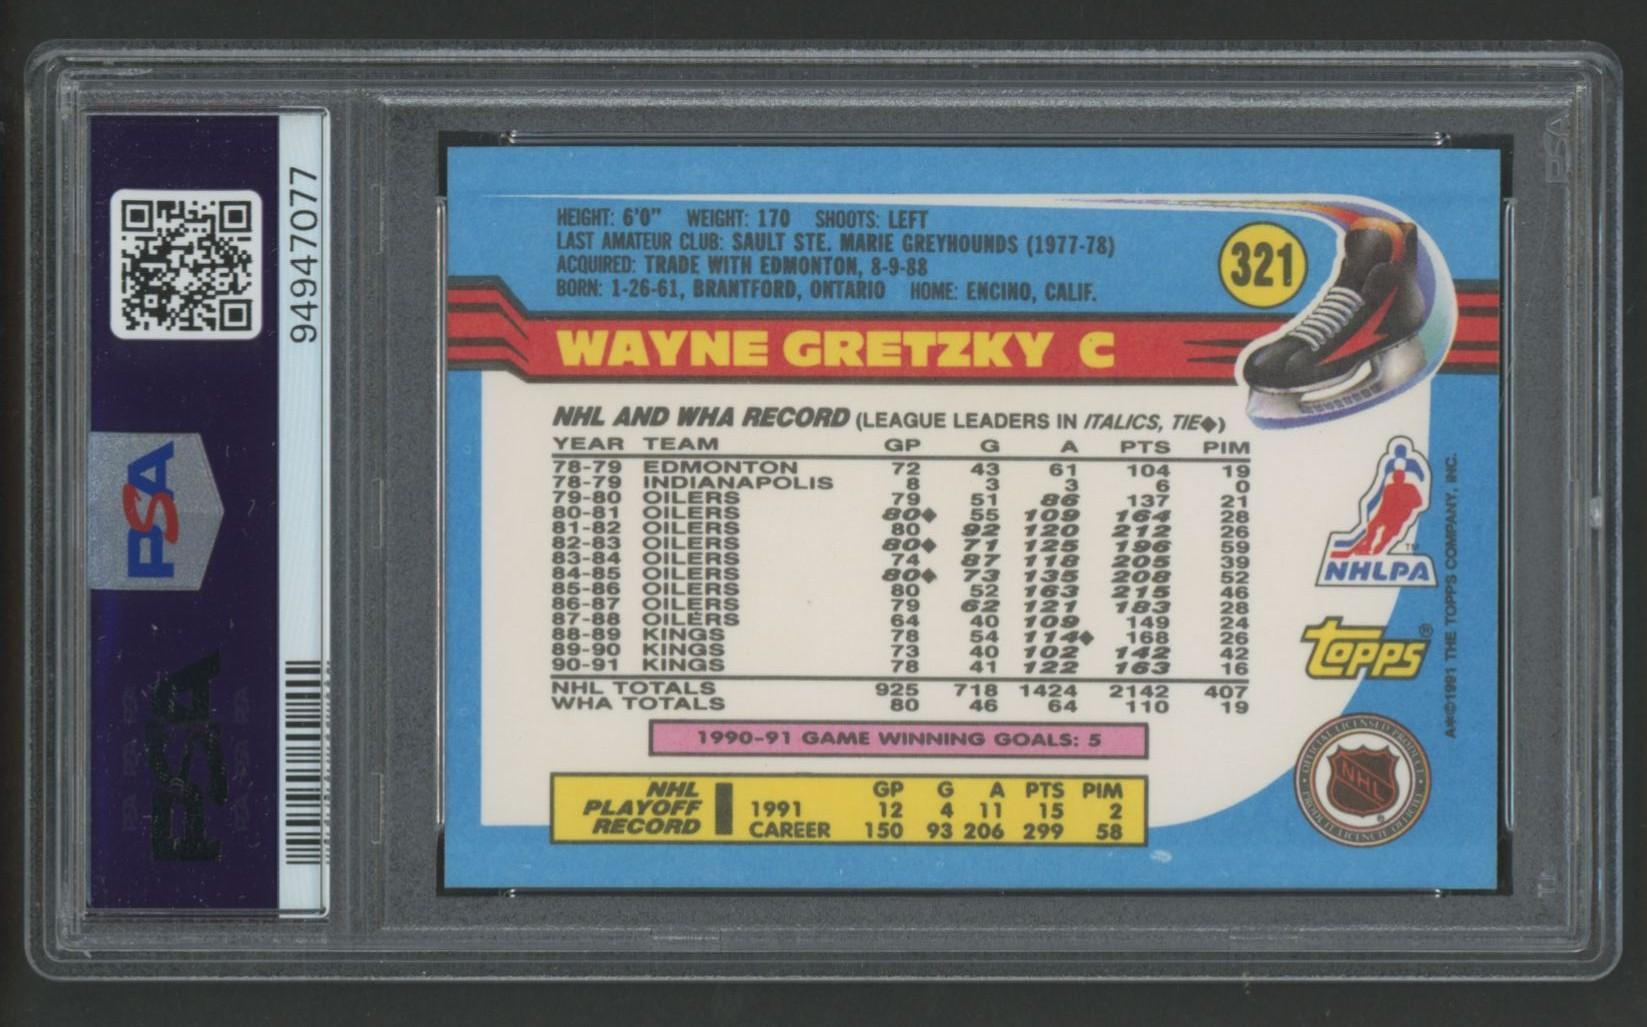 94947077
PSA
PSA
HEIGHT: 6'0" WEIGHT: 170 SHOOTS: LEFT
LAST AMATEUR CLUB: SAULT STE. MARIE GREYHOUNDS (1977-78)
ACQUIRED: TRADE WITH EDMONTON, 8-9-88
BORN: 1-26-61, BRANTFORD, ONTARIO HOME: ENCINO, CALIF.
321
WAYNE GRETZKY C
NHL AND WHA RECORD (LEAGUE LEADERS IN ITALICS, TIE◆)
YEAR TEAM GP G A PTS PIM
78-79 EDMONTON 72 43 61 104 19
78-79 INDIANAPOLIS 8 3 3 6 0
79-80 OILERS 79 51 86 137 21
80-81 OILERS 80◆ 55 109 164 28
81-82 OILERS 80 92 120 212 26
82-83 OILERS 80◆ 71 125 196 59
83-84 OILERS 74 87 118 205 39
84-85 OILERS 80◆ 73 135 208 52
85-86 OILERS 80 52 163 215 46
86-87 OILERS 79 62 121 183 28
87-88 OILERS 64 40 109 149 24
88-89 KINGS 78 54 114◆ 168 26
89-90 KINGS 73 40 102 142 42
90-91 KINGS 78 41 122 163 16
NHL TOTALS 925 718 1424 2142 407
WHA TOTALS 80 46 64 110 19
1990-91 GAME WINNING GOALS: 5
NHL PLAYOFF RECORD
GP G A PTS PIM
1991 12 4 11 15 2
CAREER 150 93 206 299 58
NHLPA
TM
topps®
A*©1991 THE TOPPS COMPANY, INC.
OFFICIAL LICENSED PRODUCT
NHL
®
PRODUIT LICENCIE OFFICIEL
PSA